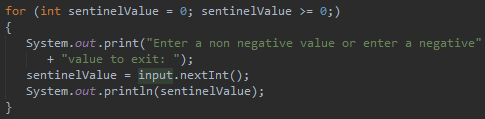 for (int sentinelValue = 0; sentinelValue >= 0;)
{
System.out.print("Enter a non negative value or enter a negative"
+ "value to exit: ");
sentinelValue = input.nextInt();
System.out.println(sentinelValue);
}